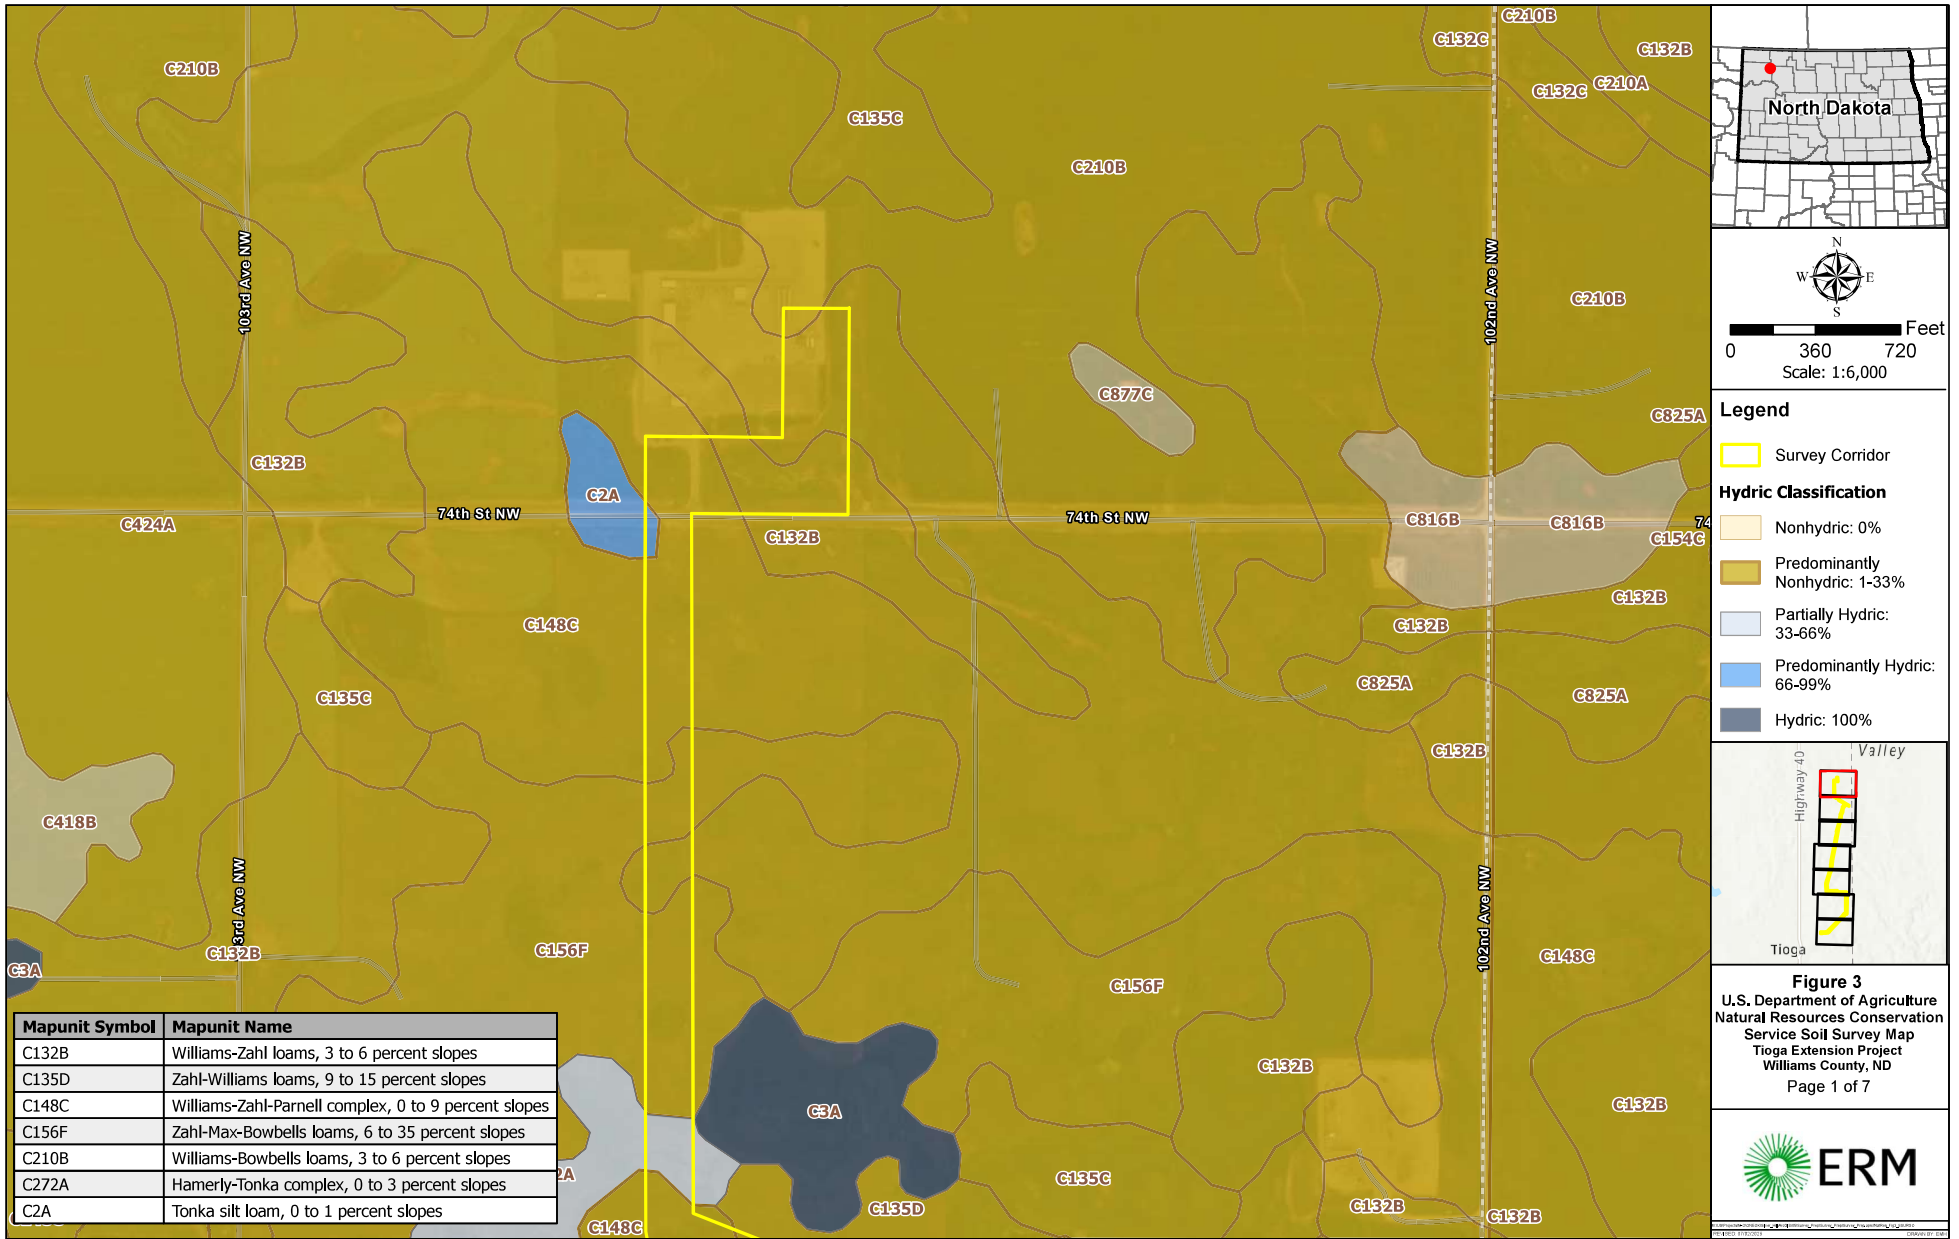 C210B
C132C
C210B
C132B
C210A
C132C
C135C
C210B
103rd Ave NW
102nd Ave NW
C210B
C877C
C825A
C132B
C2A
C424A
74th St NW
C132B
74th St NW
C816B
C816B
74
C154C
C132B
C148C
C132B
C135C
C825A
C825A
C132B
C418B
3rd Ave NW
102nd Ave NW
C132B
C156F
C3A
C156F
C148C
C132B
C3A
C132B
2A
C135C
C135D
C148C
C132B
C132B
Mapunit Symbol Mapunit Name
C132B Williams-Zahl loams, 3 to 6 percent slopes
C135D Zahl-Williams loams, 9 to 15 percent slopes
C148C Williams-Zahl-Parnell complex, 0 to 9 percent slopes
C156F Zahl-Max-Bowbells loams, 6 to 35 percent slopes
C210B Williams-Bowbells loams, 3 to 6 percent slopes
C272A Hamerly-Tonka complex, 0 to 3 percent slopes
C2A Tonka silt loam, 0 to 1 percent slopes
North Dakota
N
W E
S
Feet
0 360 720
Scale: 1:6,000
Legend
Survey Corridor
Hydric Classification
Nonhydric: 0%
Predominantly
Nonhydric: 1-33%
Partially Hydric:
33-66%
Predominantly Hydric:
66-99%
Hydric: 100%
Valley
Highway 40
Tioga
Figure 3
U.S. Department of Agriculture
Natural Resources Conservation
Service Soil Survey Map
Tioga Extension Project
Williams County, ND
Page 1 of 7
ERM